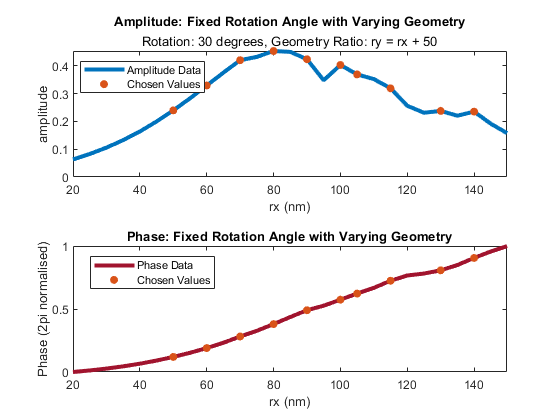 Amplitude: Fixed Rotation Angle with Varying Geometry
Rotation: 30 degrees, Geometry Ratio: ry = rx + 50
amplitude
0.4
0.3
0.2
0.1
0
Amplitude Data
Chosen Values
20 40 60 80 100 120 140
rx (nm)
Phase: Fixed Rotation Angle with Varying Geometry
Phase (2pi normalised)
1
0.5
0
Phase Data
Chosen Values
20 40 60 80 100 120 140
rx (nm)